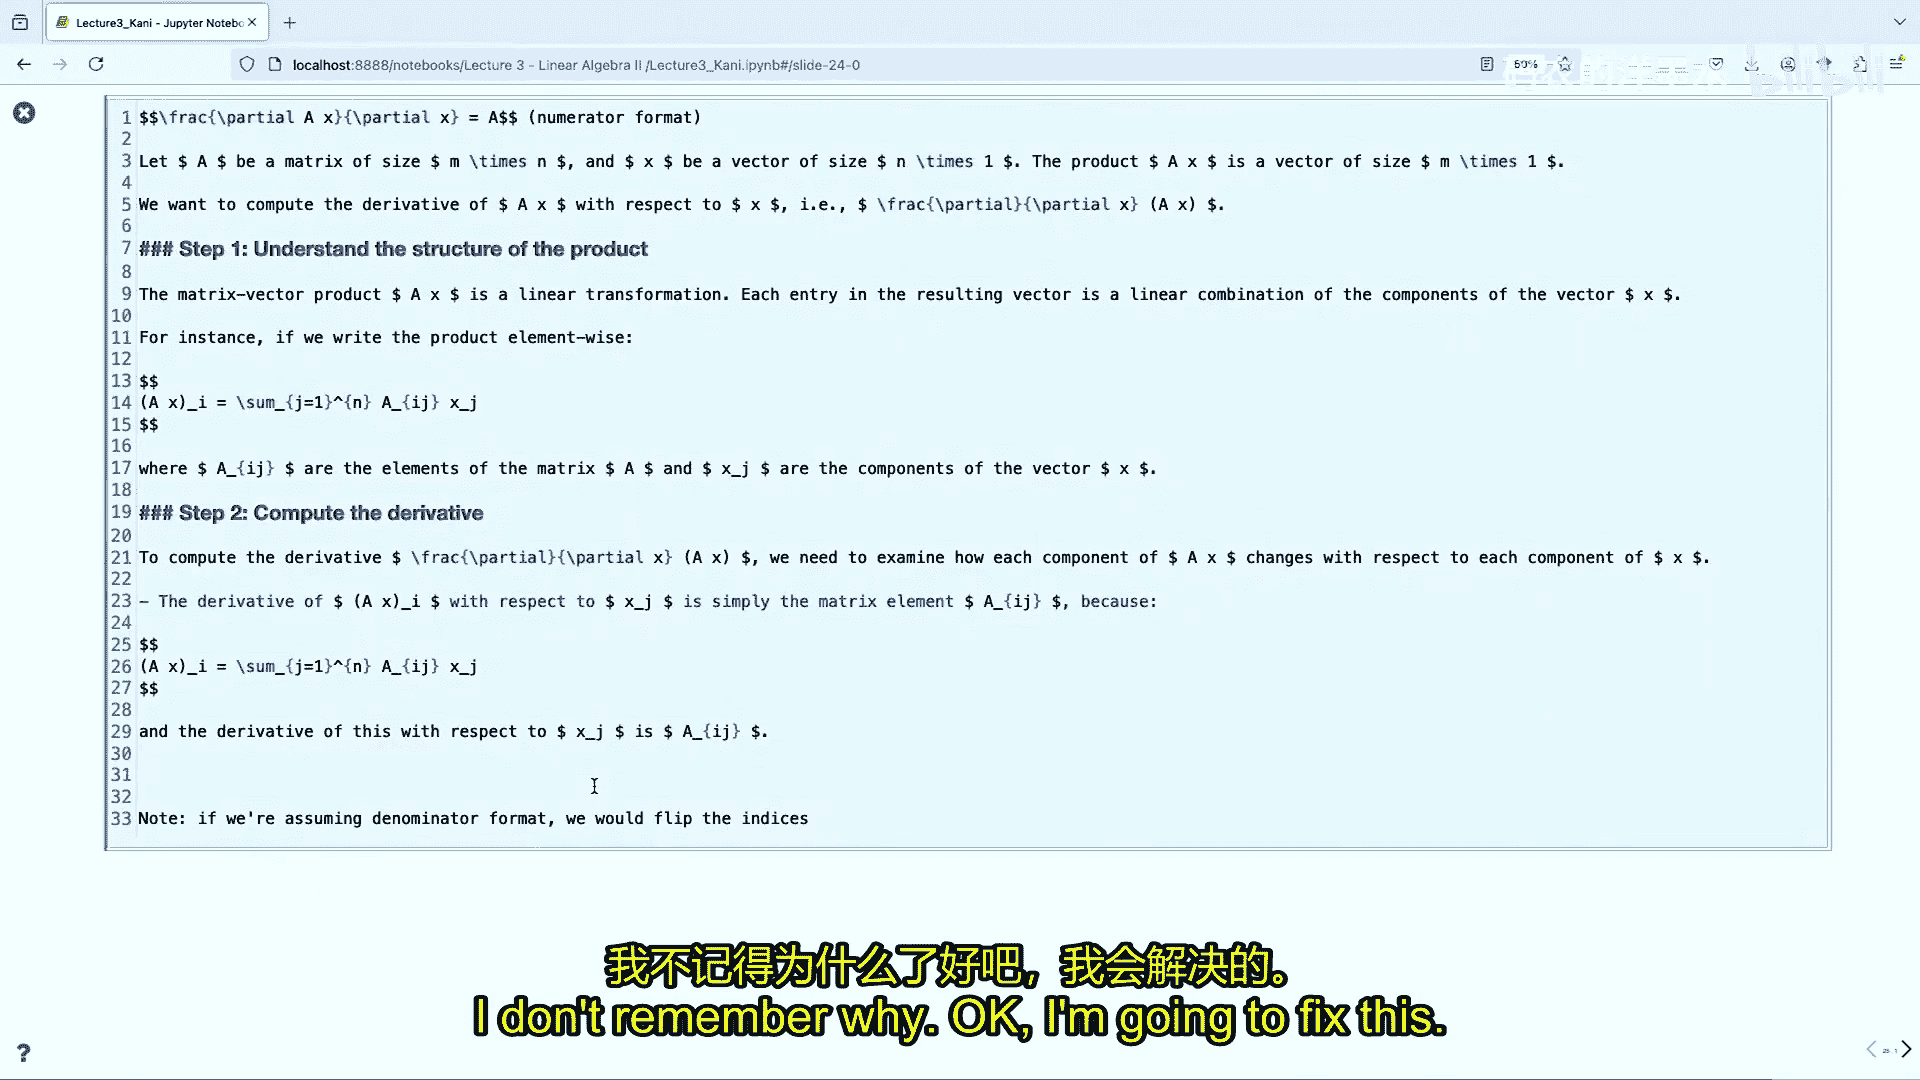 Lecture3_Kani - Jupyter Notebo
localhost:8888/notebooks/Lecture 3 - Linear Algebra II /Lecture3_Kani.ipynb#/slide-24-0
bilibili
1 $$\frac{\partial A x}{\partial x} = A$$ (numerator format)
2
3 Let $ A $ be a matrix of size $ m \times n $, and $ x $ be a vector of size $ n \times 1 $. The product $ A x $ is a vector of size $ m \times 1 $.
4
5 We want to compute the derivative of $ A x $ with respect to $ x $, i.e., $ \frac{\partial}{\partial x} (A x) $.
6
7 ### Step 1: Understand the structure of the product
8
9 The matrix-vector product $ A x $ is a linear transformation. Each entry in the resulting vector is a linear combination of the components of the vector $ x $.
10
11 For instance, if we write the product element-wise:
12
13 $$
14 (A x)_i = \sum_{j=1}^{n} A_{ij} x_j
15 $$
16
17 where $ A_{ij} $ are the elements of the matrix $ A $ and $ x_j $ are the components of the vector $ x $.
18
19 ### Step 2: Compute the derivative
20
21 To compute the derivative $ \frac{\partial}{\partial x} (A x) $, we need to examine how each component of $ A x $ changes with respect to each component of $ x $.
22
23 - The derivative of $ (A x)_i $ with respect to $ x_j $ is simply the matrix element $ A_{ij} $, because:
24
25 $$
26 (A x)_i = \sum_{j=1}^{n} A_{ij} x_j
27 $$
28
29 and the derivative of this with respect to $ x_j $ is $ A_{ij} $.
30
31
32
33 Note: if we're assuming denominator format, we would flip the indices
我不记得为什么了好吧，我会解决的。
I don't remember why. OK, I'm going to fix this.
?